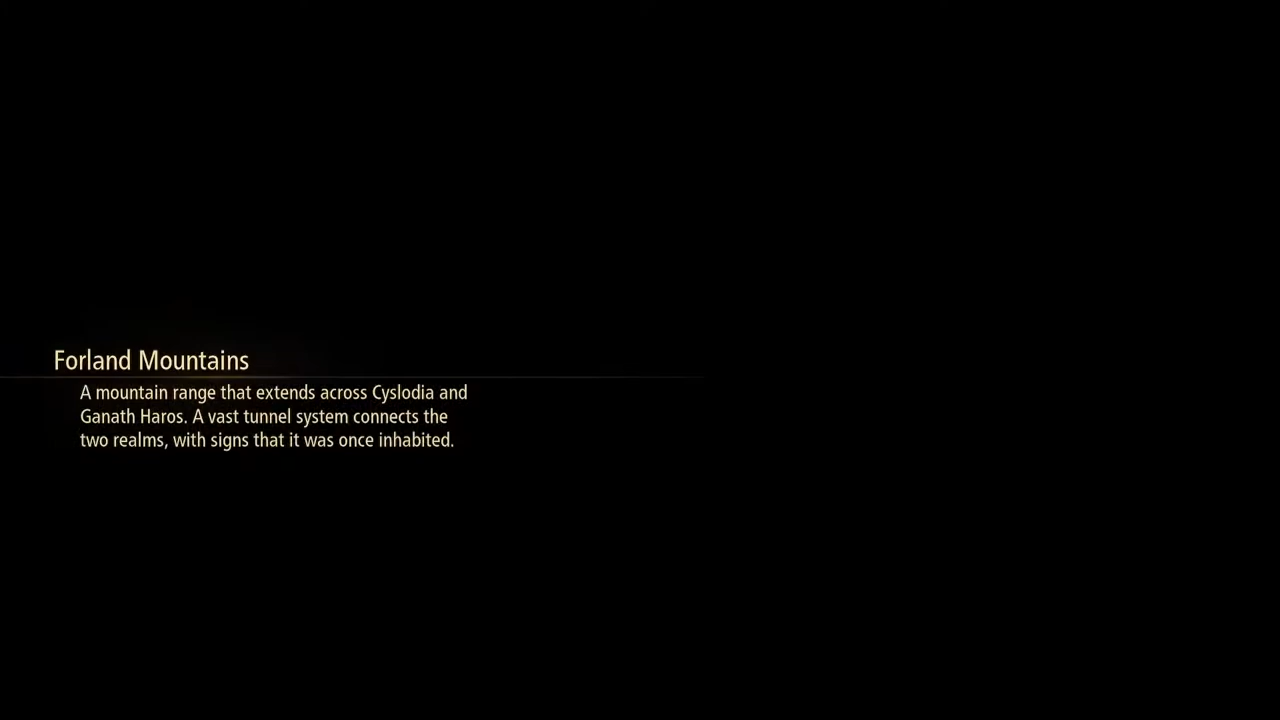 Forland Mountains
A mountain range that extends across Cyslodia and
Ganath Haros. A vast tunnel system connects the
two realms, with signs that it was once inhabited.